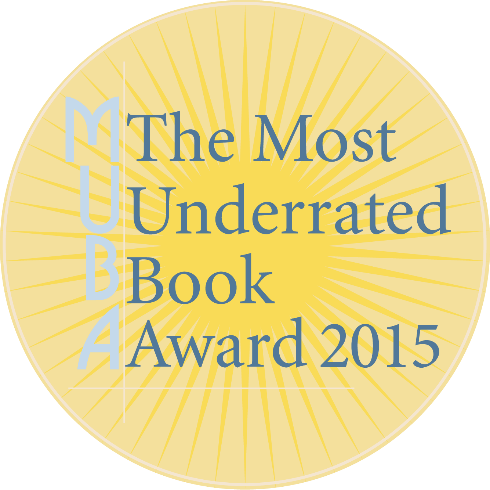 MUBA
The Most
Underrated
Book
Award 2015